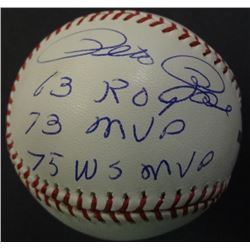 Pete Rose
63 ROY
73 MVP
75 WS MVP